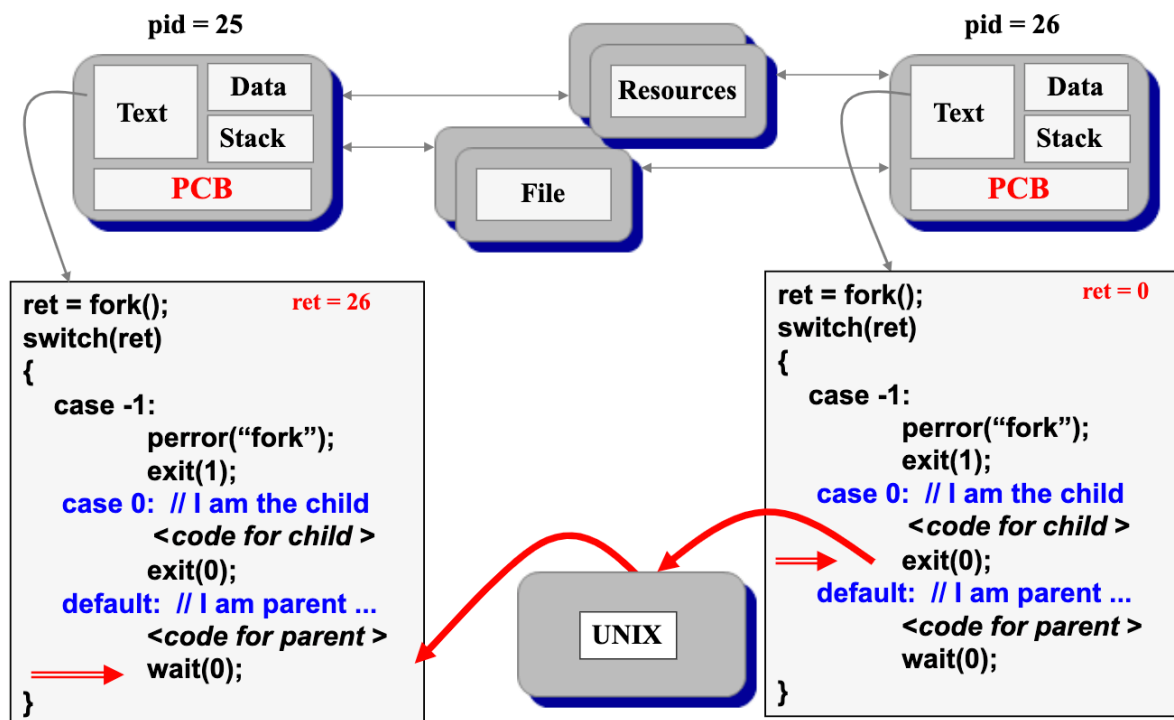 pid = 25
pid = 26
Text
Data
Stack
PCB
Resources
File
Text
Data
Stack
PCB
ret = fork();
ret = 26
switch(ret)
{
case -1:
perror(“fork”);
exit(1);
case 0: // I am the child
<code for child >
exit(0);
default: // I am parent ...
<code for parent >
wait(0);
}
UNIX
ret = fork();
ret = 0
switch(ret)
{
case -1:
perror(“fork”);
exit(1);
case 0: // I am the child
<code for child >
exit(0);
default: // I am parent ...
<code for parent >
wait(0);
}